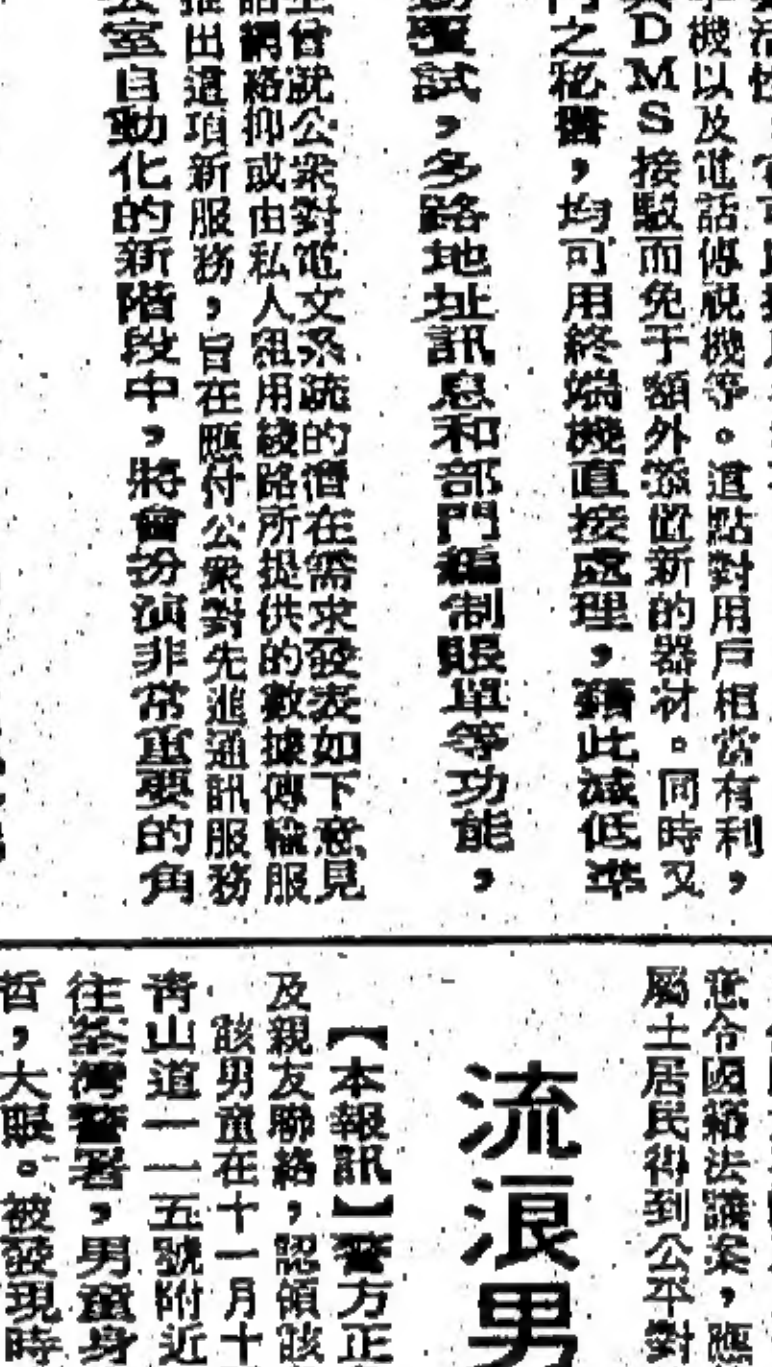 活性
機以及電話傳視機等。這點對用戶相當有利，
DMS接駁而免于額外添置新的器材。同時又
之秘書，均可用終端機直接處理，藉此減低準
覆試，多路地址訊息和部門編制賬單等功能，
曾就公眾對電文系統的潛在需求發表如下意見
網絡抑或由私人租用綫路所提供的數據傳輸服
推出這項新服務，旨在應付公眾對先進通訊服務
室自動化的新階段中，將會扮演非常重要的角
意令國籍法議案，應
屬土居民得到公平對
流浪男
【本報訊】警方正
及親友聯絡，認領該
該男童在十一月十
青山道一一五號附近
往荃灣警署，男童身
皙，大眼。被發現時